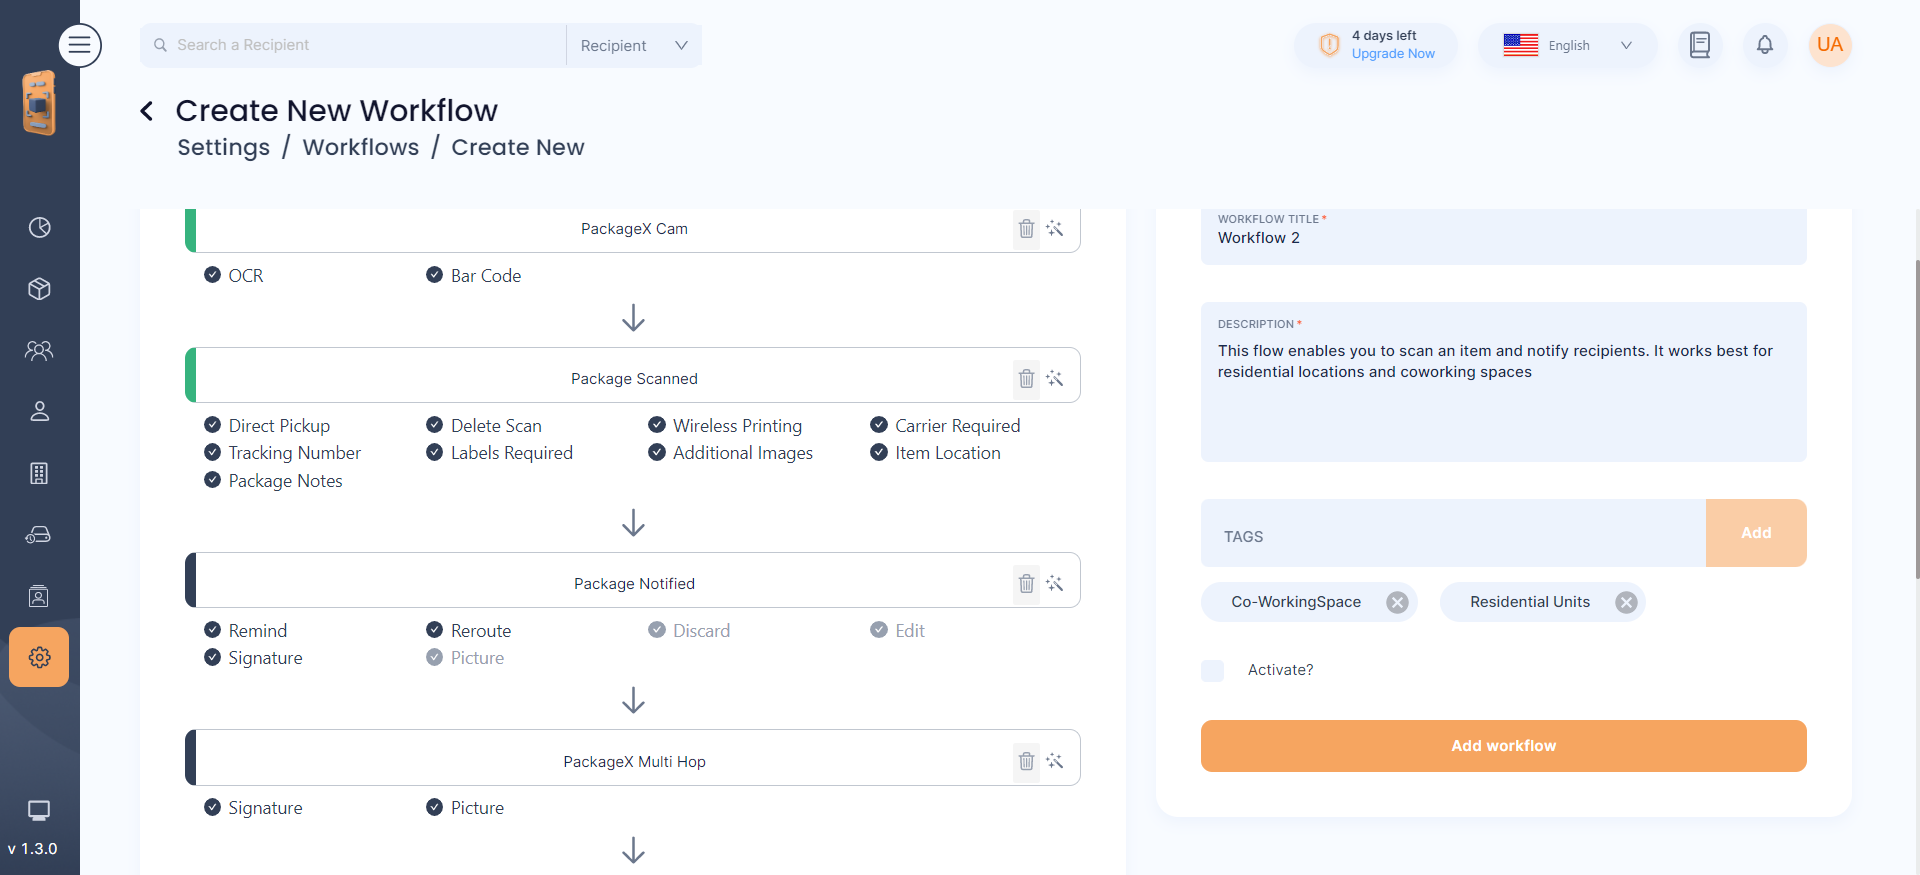 Search a Recipient
Recipient
4 days left
Upgrade Now
English
UA
Create New Workflow
Settings / Workflows / Create New
PackageX Cam
OCR
Bar Code
Package Scanned
Direct Pickup
Delete Scan
Wireless Printing
Carrier Required
Tracking Number
Labels Required
Additional Images
Item Location
Package Notes
Package Notified
Remind
Reroute
Discard
Edit
Signature
Picture
PackageX Multi Hop
Signature
Picture
WORKFLOW TITLE *
Workflow 2
DESCRIPTION *
This flow enables you to scan an item and notify recipients. It works best for
residential locations and coworking spaces
TAGS
Add
Co-WorkingSpace
Residential Units
Activate?
Add workflow
v 1.3.0